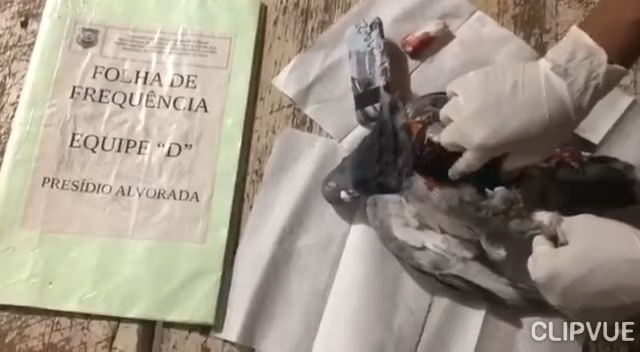 FOLHA DE
FREQUÊNCIA
EQUIPE “D”
PRESÍDIO ALVORADA
CLIPVUE